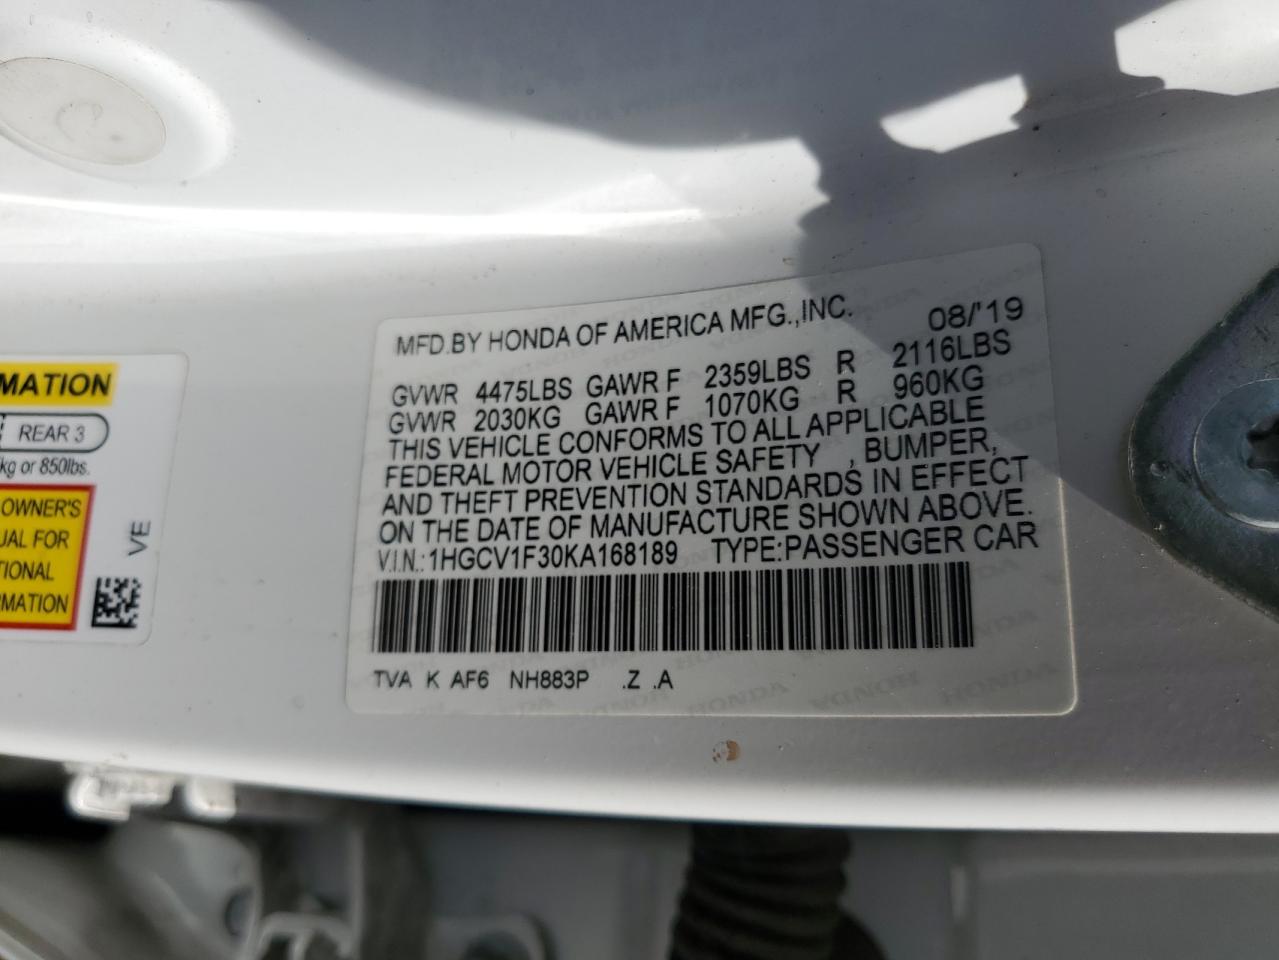 MFD.BY HONDA OF AMERICA MFG.,INC. 08/'19
GVWR 4475LBS GAWR F 2359LBS R 2116LBS
GVWR 2030KG GAWR F 1070KG R 960KG
THIS VEHICLE CONFORMS TO ALL APPLICABLE
FEDERAL MOTOR VEHICLE SAFETY , BUMPER,
AND THEFT PREVENTION STANDARDS IN EFFECT
ON THE DATE OF MANUFACTURE SHOWN ABOVE.
V.I.N.:1HGCV1F30KA168189 TYPE:PASSENGER CAR
TVA K AF6 NH883P .Z .A
MATION
REAR 3
kg or 850lbs.
OWNER'S
UAL FOR
TIONAL
RMATION
VE